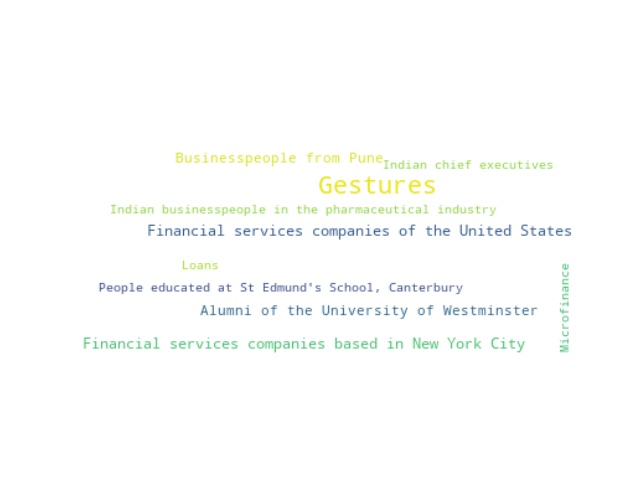 Businesspeople from Pune
Indian chief executives
Gestures
Indian businesspeople in the pharmaceutical industry
Financial services companies of the United States
Loans
People educated at St Edmund's School, Canterbury
Alumni of the University of Westminster
Financial services companies based in New York City
Microfinance